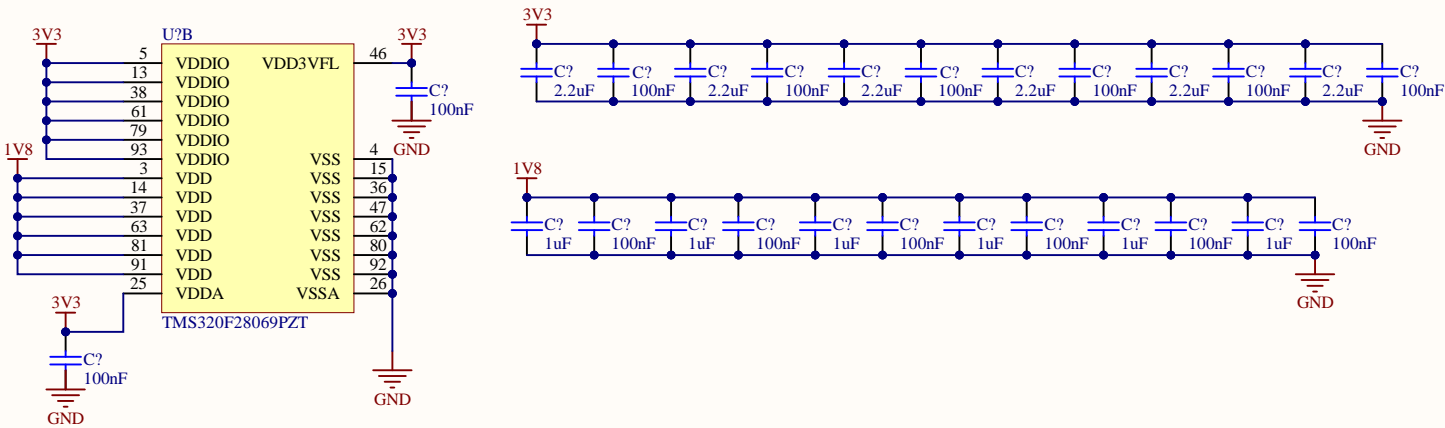 U?B
3V3
3V3
5 VDDIO VDD3VFL 46
13 VDDIO
38 VDDIO
61 VDDIO
79 VDDIO
93 VDDIO VSS 4
1V8
3 VDD VSS 15
14 VDD VSS 36
37 VDD VSS 47
63 VDD VSS 62
81 VDD VSS 80
91 VDD VSS 92
25 VDDA VSSA 26
TMS320F28069PZT
C?
100nF
GND
3V3
C?
100nF
GND
GND
3V3
C? C? C? C? C? C? C? C? C? C? C? C?
2.2uF 100nF 2.2uF 100nF 2.2uF 100nF 2.2uF 100nF 2.2uF 100nF 2.2uF 100nF
GND
1V8
C? C? C? C? C? C? C? C? C? C? C? C?
1uF 100nF 1uF 100nF 1uF 100nF 1uF 100nF 1uF 100nF 1uF 100nF
GND